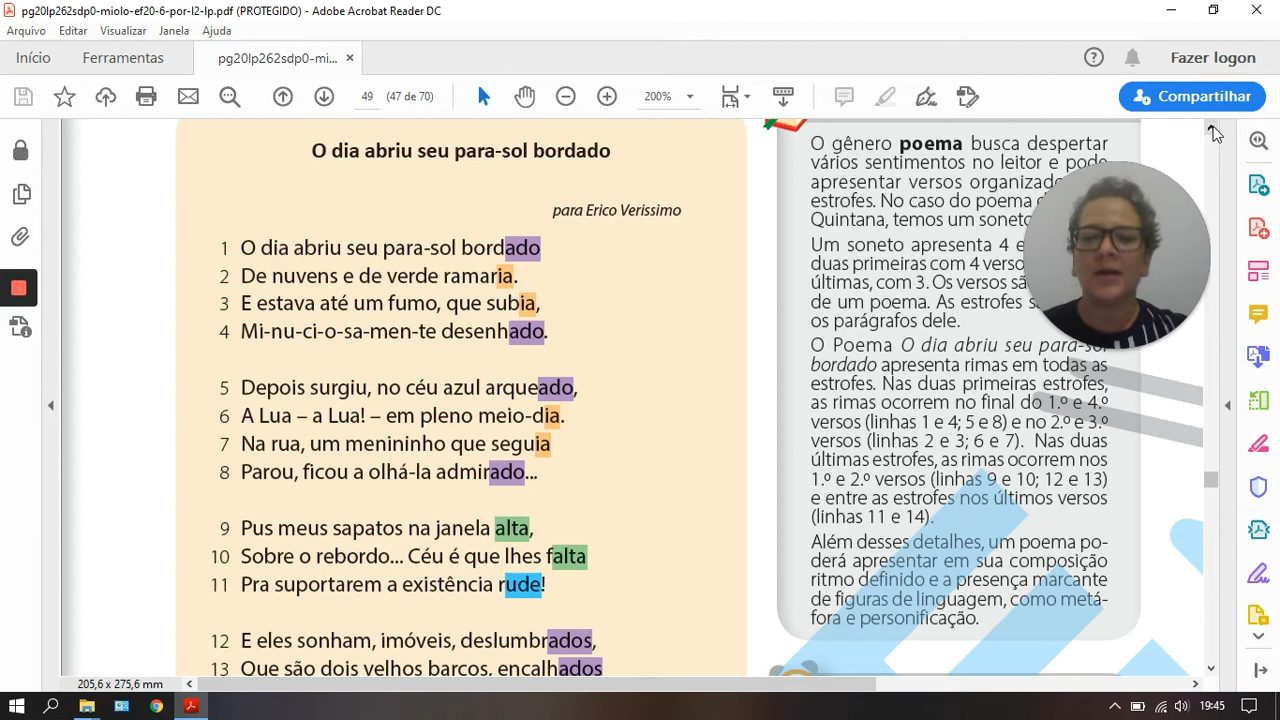 pg20lp262sdp0-miolo-ef20-6-por-l2-lp.pdf (PROTEGIDO) - Adobe Acrobat Reader DC
Arquivo Editar Visualizar Janela Ajuda
Início Ferramentas pg20lp262sdp0-mi... Fazer logon
49 (47 de 70) 200% Compartilhar
O dia abriu seu para-sol bordado
para Erico Verissimo
1 O dia abriu seu para-sol bordado
2 De nuvens e de verde ramaria.
3 E estava até um fumo, que subia,
4 Mi-nu-ci-o-sa-men-te desenhado.
5 Depois surgiu, no céu azul arqueado,
6 A Lua – a Lua! – em pleno meio-dia.
7 Na rua, um menininho que seguia
8 Parou, ficou a olhá-la admirado...
9 Pus meus sapatos na janela alta,
10 Sobre o rebordo... Céu é que lhes falta
11 Pra suportarem a existência rude!
12 E eles sonham, imóveis, deslumbrados,
13 Que são dois velhos barcos, encalhados
O gênero poema busca despertar
vários sentimentos no leitor e pode
apresentar versos organizado
estrofes. No caso do poema d
Quintana, temos um soneto
Um soneto apresenta 4 e
duas primeiras com 4 verso
últimas, com 3. Os versos sã
de um poema. As estrofes s
os parágrafos dele.
O Poema O dia abriu seu para-sol
bordado apresenta rimas em todas as
estrofes. Nas duas primeiras estrofes,
as rimas ocorrem no final do 1.º e 4.º
versos (linhas 1 e 4; 5 e 8) e no 2.º e 3.º
versos (linhas 2 e 3; 6 e 7). Nas duas
últimas estrofes, as rimas ocorrem nos
1.º e 2.º versos (linhas 9 e 10; 12 e 13)
e entre as estrofes nos últimos versos
(linhas 11 e 14).
Além desses detalhes, um poema po-
derá apresentar em sua composição
ritmo definido e a presença marcante
de figuras de linguagem, como metá-
fora e personificação.
205,6 x 275,6 mm
19:45